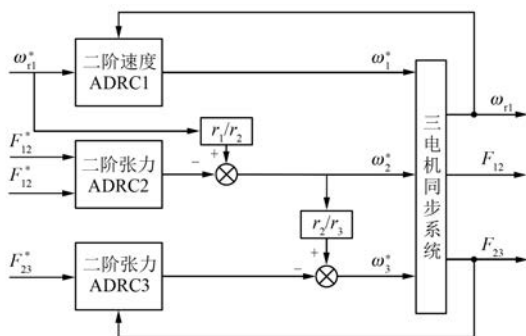 ω*r1
二阶速度
ADRC1
ω*1
ωr1
r1/r2
+
F*12
F*12
二阶张力
ADRC2
−
ω*2
F12
三电机同步系统
r2/r3
+
F*23
二阶张力
ADRC3
−
ω*3
F23